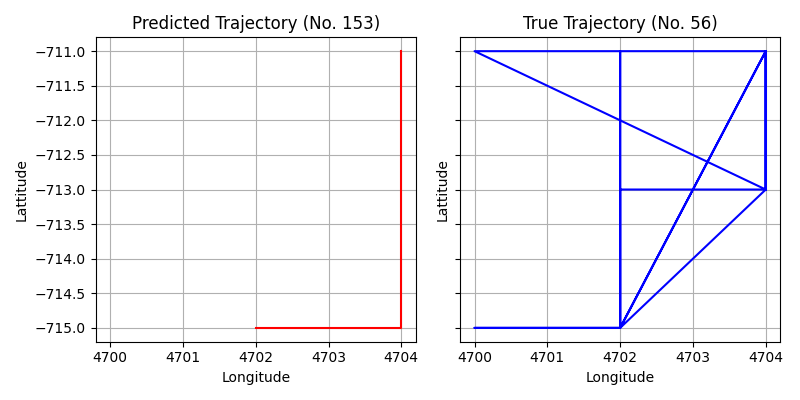 Predicted Trajectory (No. 153)
True Trajectory (No. 56)
−711.0
−711.5
−712.0
−712.5
−713.0
−713.5
−714.0
−714.5
−715.0
Lattitude
Lattitude
4700 4701 4702 4703 4704
4700 4701 4702 4703 4704
Longitude
Longitude